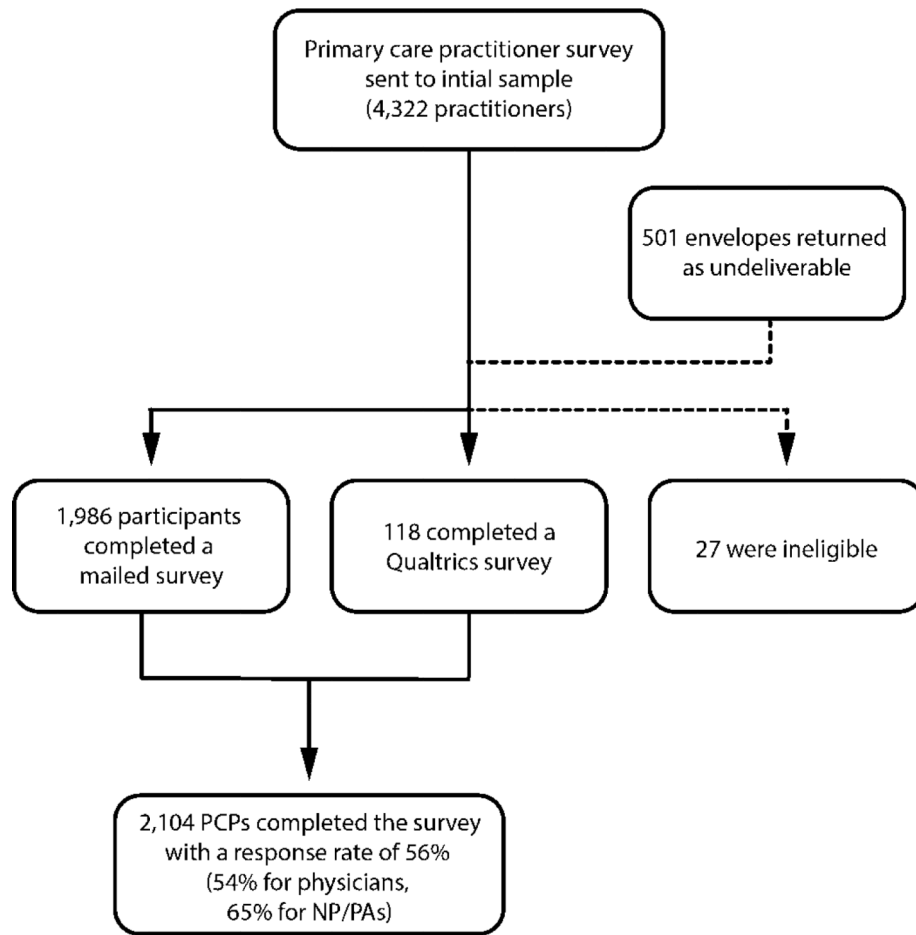 Primary care practitioner survey
sent to intial sample
(4,322 practitioners)
501 envelopes returned
as undeliverable
1,986 participants
completed a
mailed survey
118 completed a
Qualtrics survey
27 were ineligible
2,104 PCPs completed the survey
with a response rate of 56%
(54% for physicians,
65% for NP/PAs)